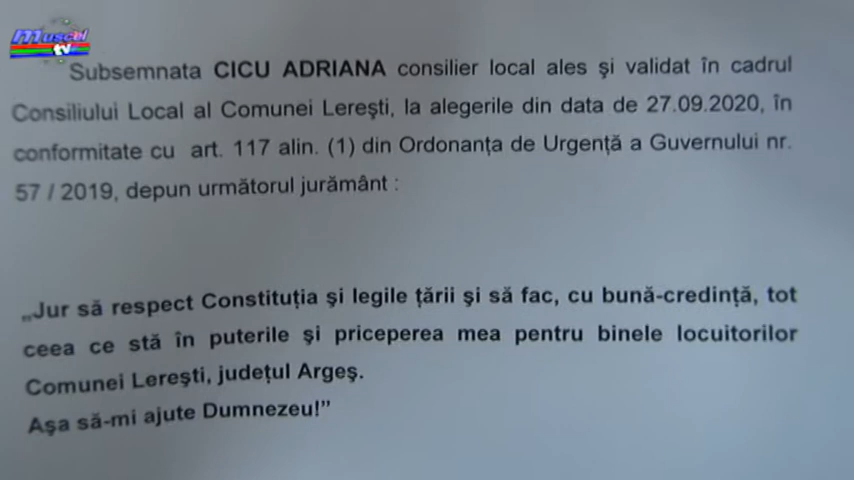 Muscel
tv
Subsemnata CICU ADRIANA consilier local ales şi validat în cadrul
Consiliului Local al Comunei Lereşti, la alegerile din data de 27.09.2020, în
conformitate cu art. 117 alin. (1) din Ordonanţa de Urgenţă a Guvernului nr.
57 / 2019, depun următorul jurământ :
„Jur să respect Constituţia şi legile ţării şi să fac, cu bună-credinţă, tot
ceea ce stă în puterile şi priceperea mea pentru binele locuitorilor
Comunei Lereşti, judeţul Argeş.
Aşa să-mi ajute Dumnezeu!”